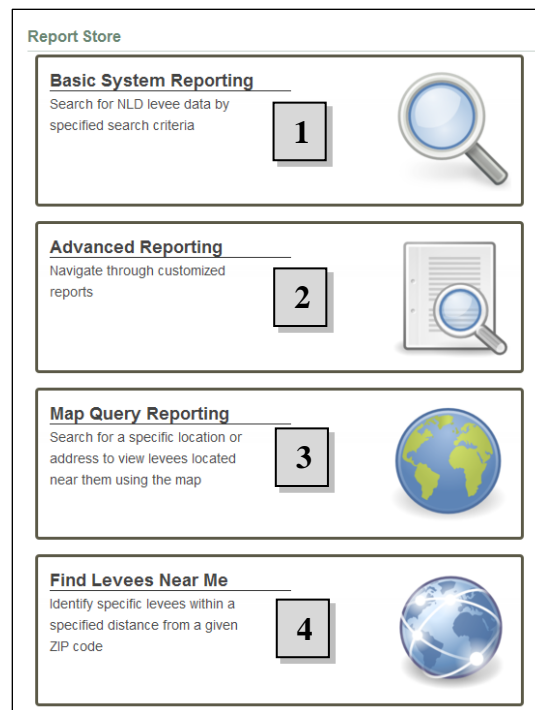 Report Store
Basic System Reporting
Search for NLD levee data by
specified search criteria
1
Advanced Reporting
Navigate through customized
reports
2
Map Query Reporting
Search for a specific location or
address to view levees located
near them using the map
3
Find Levees Near Me
Identify specific levees within a
specified distance from a given
ZIP code
4